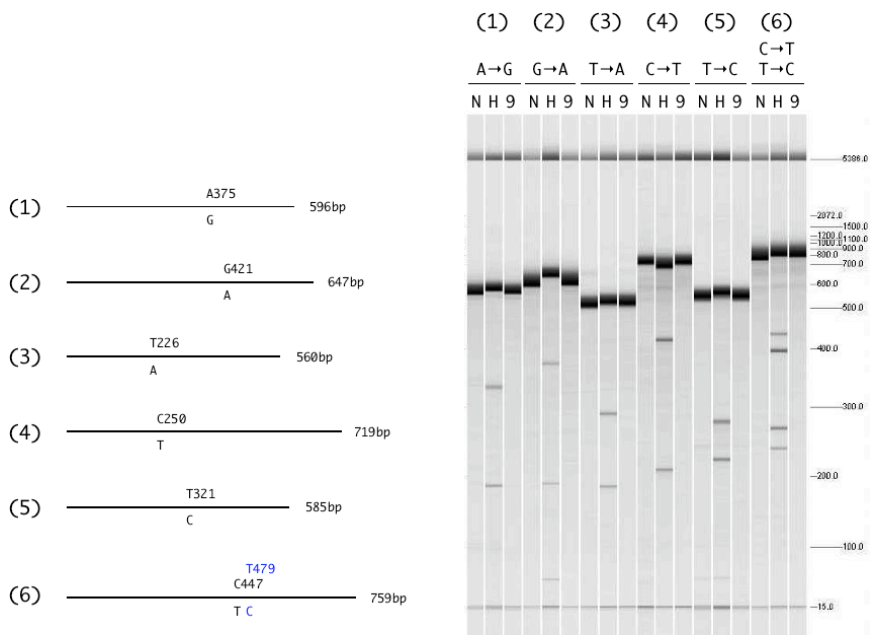 (1) (2) (3) (4) (5) (6)
C→T
A→G G→A T→A C→T T→C T→C
N H 9 N H 9 N H 9 N H 9 N H 9 N H 9
5386.0
2072.0
1500.0
1200.0
1100.0
1000.0
900.0
800.0
700.0
600.0
500.0
400.0
300.0
200.0
100.0
15.0
(1) A375 596bp
G
(2) G421 647bp
A
(3) T226 560bp
A
(4) C250 719bp
T
(5) T321 585bp
C
T479
(6) C447 759bp
T C